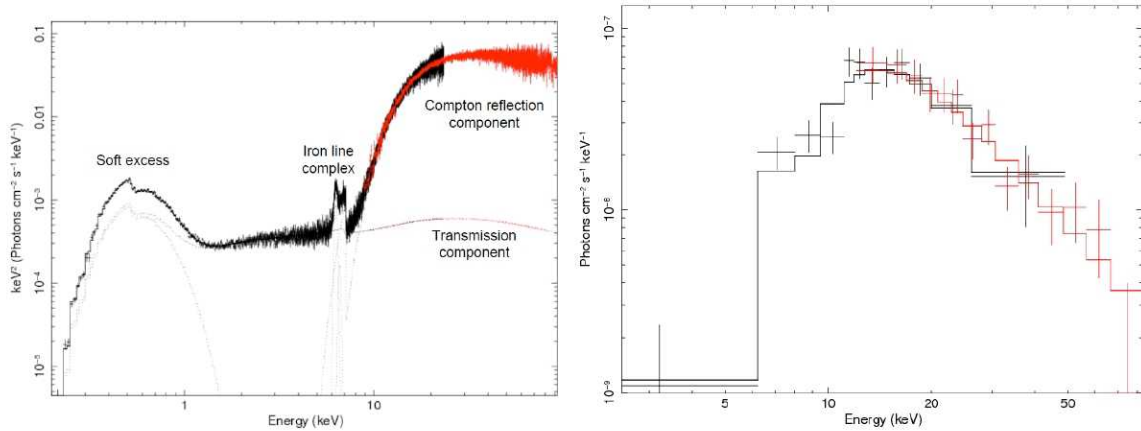 keV² (Photons cm⁻² s⁻¹ keV⁻¹)
0.1
0.01
10⁻³
10⁻⁴
10⁻⁵
Soft excess
Iron line
complex
Compton reflection
component
Transmission
component
1
10
Energy (keV)
Photons cm⁻² s⁻¹ keV⁻¹
10⁻⁷
10⁻⁸
10⁻⁹
5
10
20
50
Energy (keV)